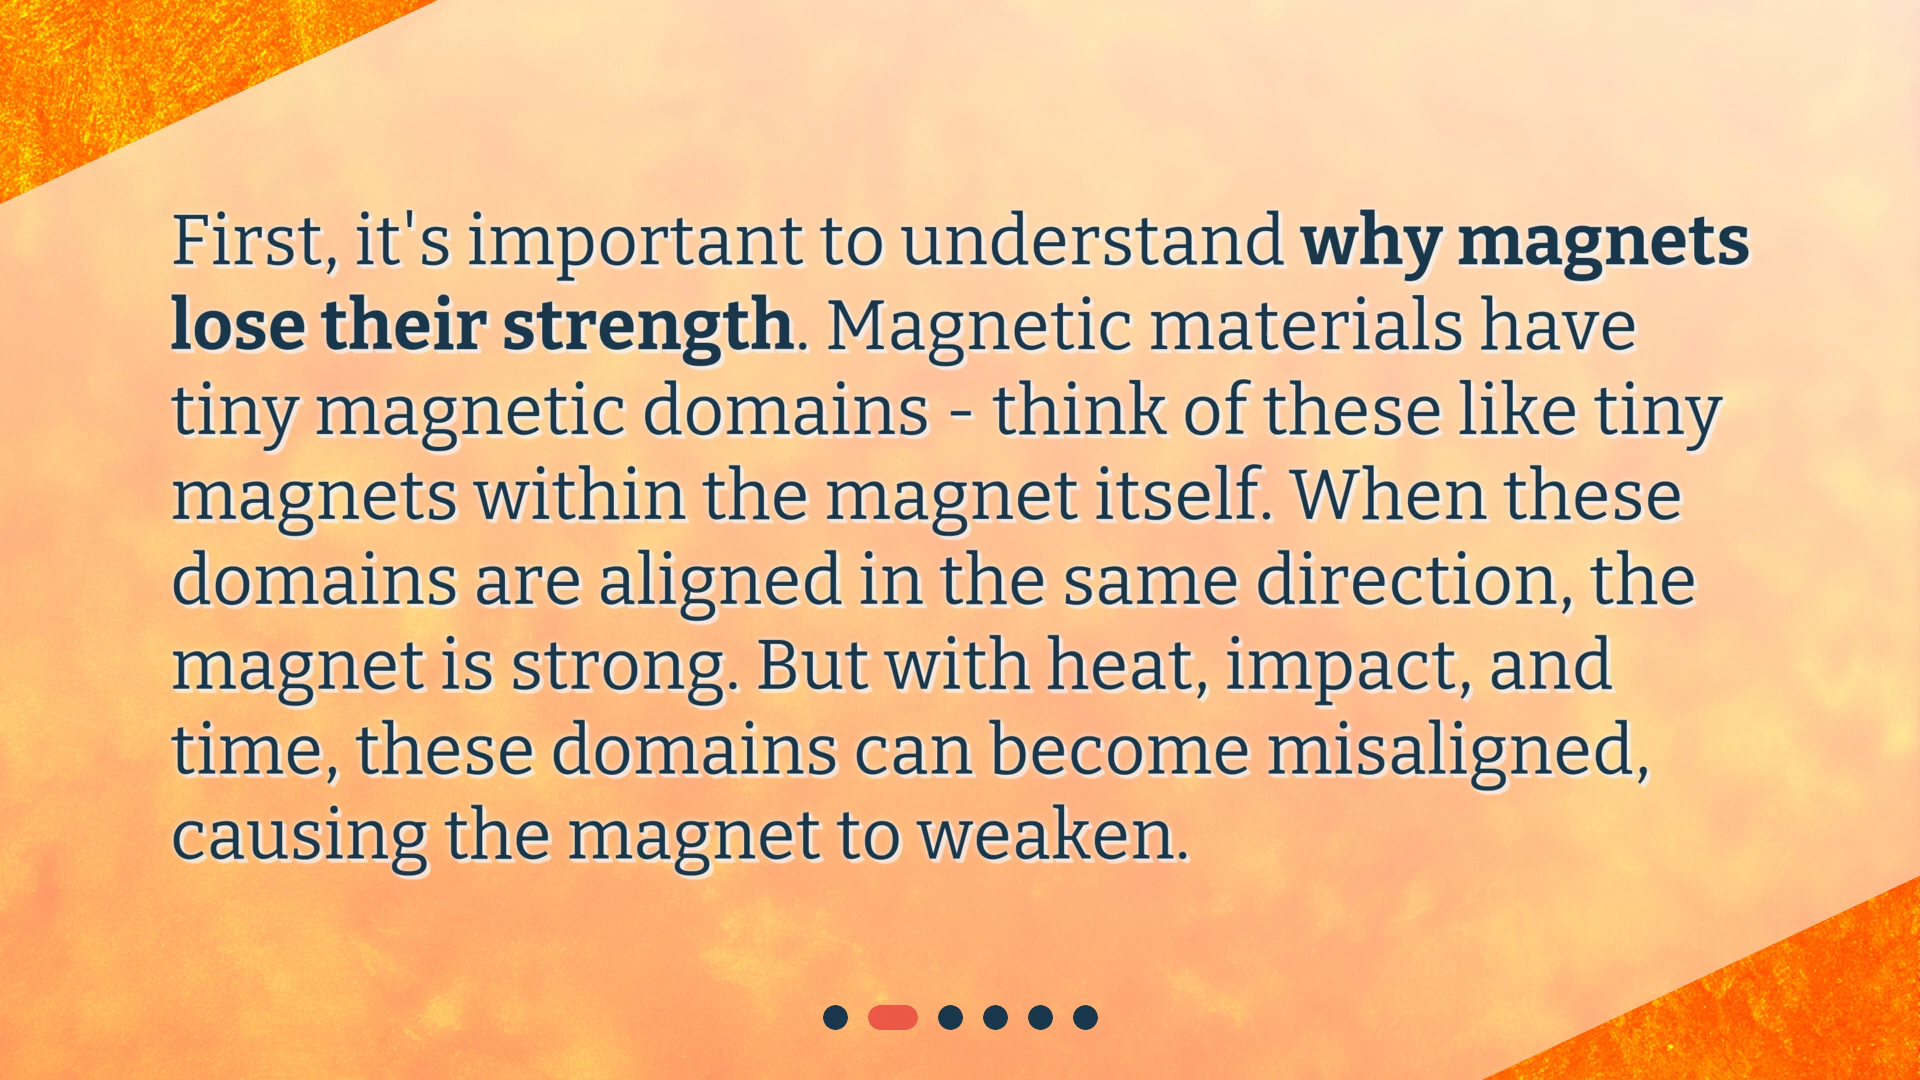 First, it's important to understand why magnets
lose their strength. Magnetic materials have
tiny magnetic domains - think of these like tiny
magnets within the magnet itself. When these
domains are aligned in the same direction, the
magnet is strong. But with heat, impact, and
time, these domains can become misaligned,
causing the magnet to weaken.